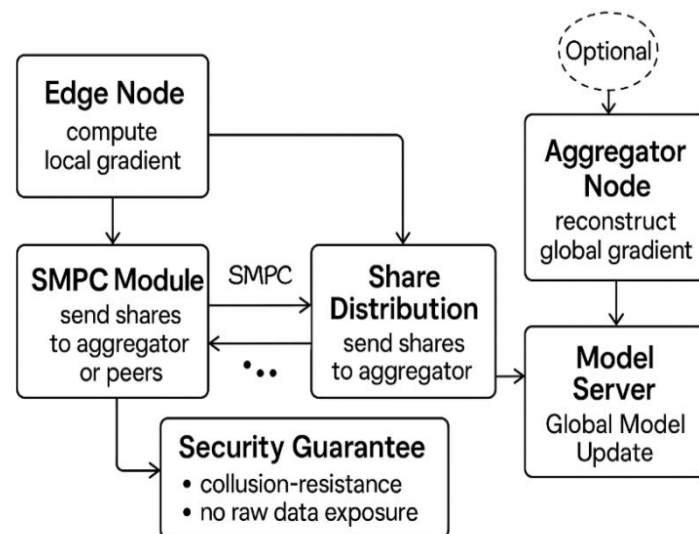 Optional
Edge Node
compute
local gradient
Aggregator
Node
reconstruct
global gradient
SMPC Module
send shares
to aggregator
or peers
SMPC
Share
Distribution
send shares
to aggregator
Model
Server
Global Model
Update
Security Guarantee
• collusion-resistance
• no raw data exposure